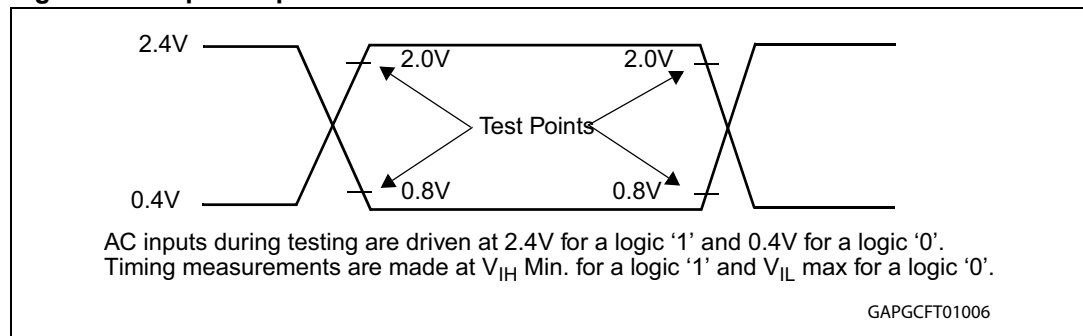 2.4V
2.0V 2.0V
Test Points
0.8V 0.8V
0.4V
AC inputs during testing are driven at 2.4V for a logic ‘1’ and 0.4V for a logic ‘0’.
Timing measurements are made at VIH Min. for a logic ‘1’ and VIL max for a logic ‘0’.
GAPGCFT01006